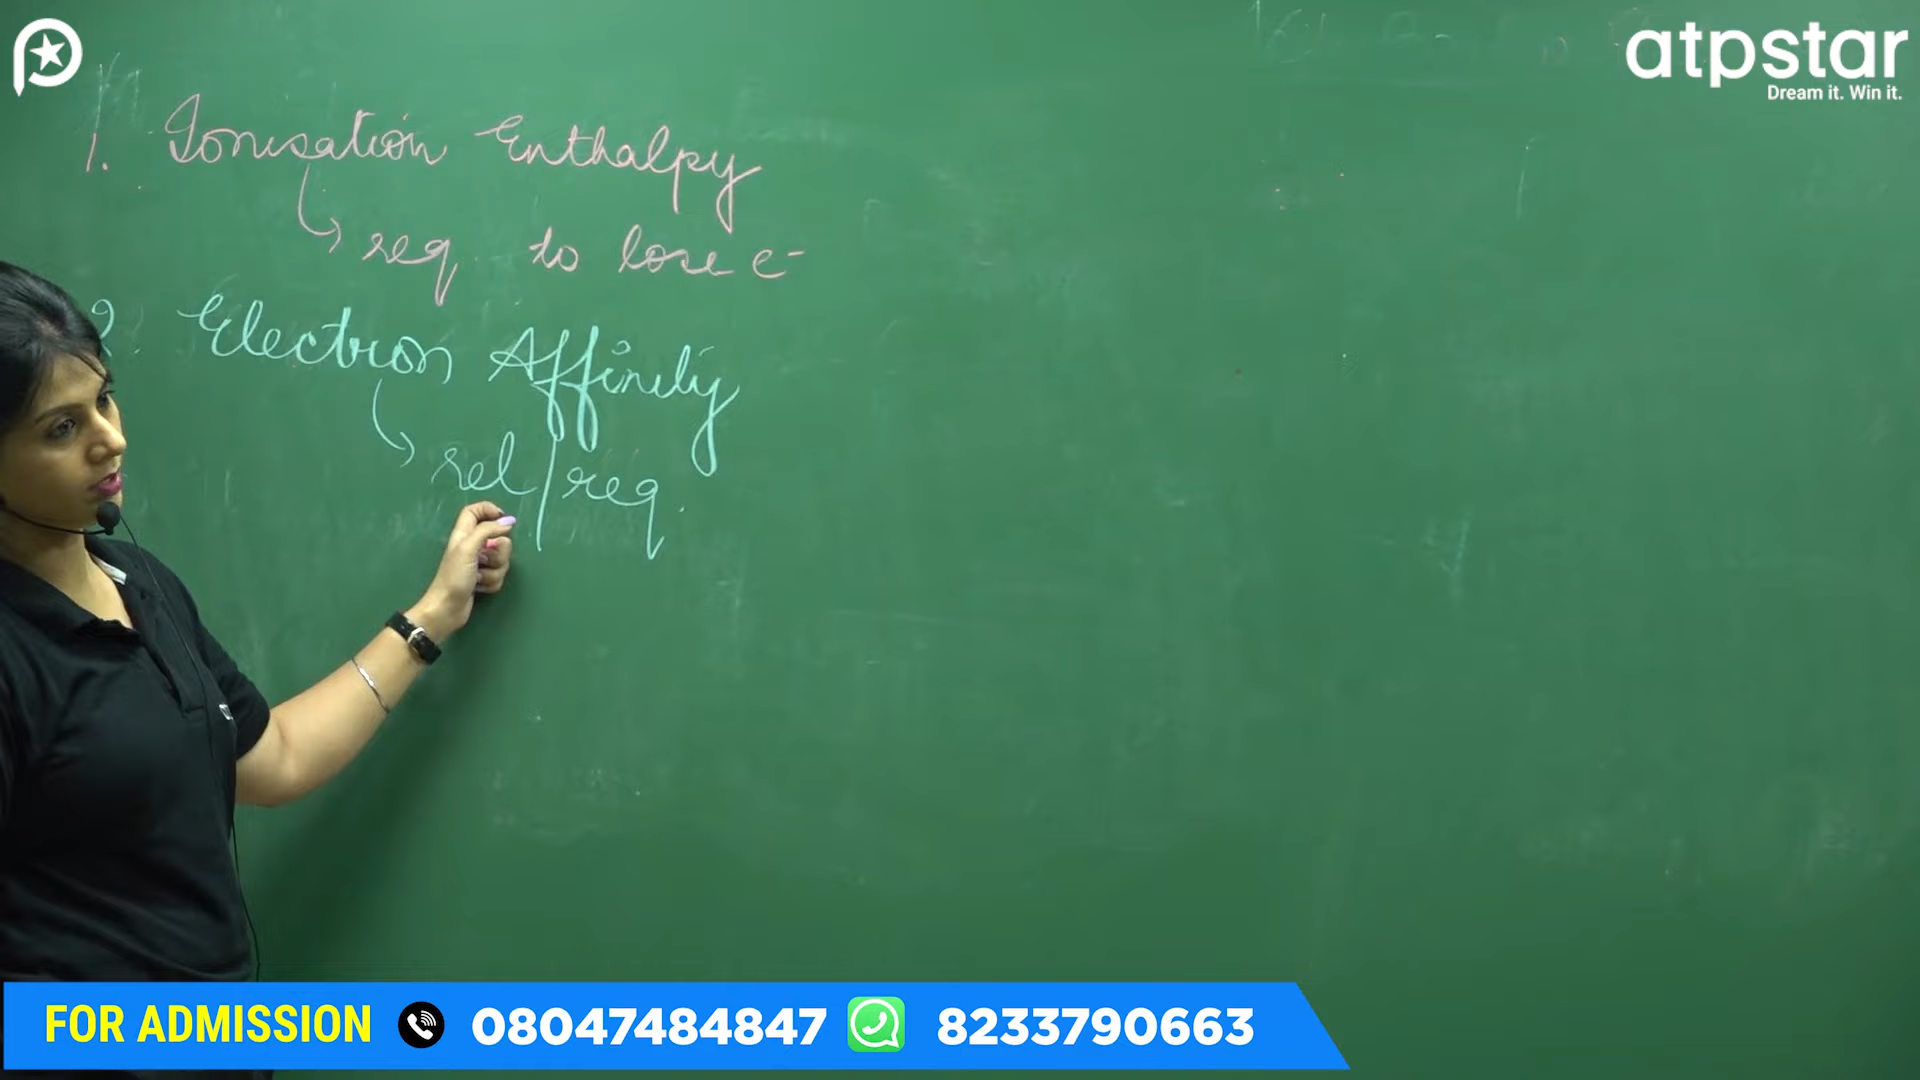 atpstar
Dream it. Win it.
1. Ionisation Enthalpy
req to lose e-
2. Electron Affinity
rel/req.
FOR ADMISSION 08047484847 8233790663